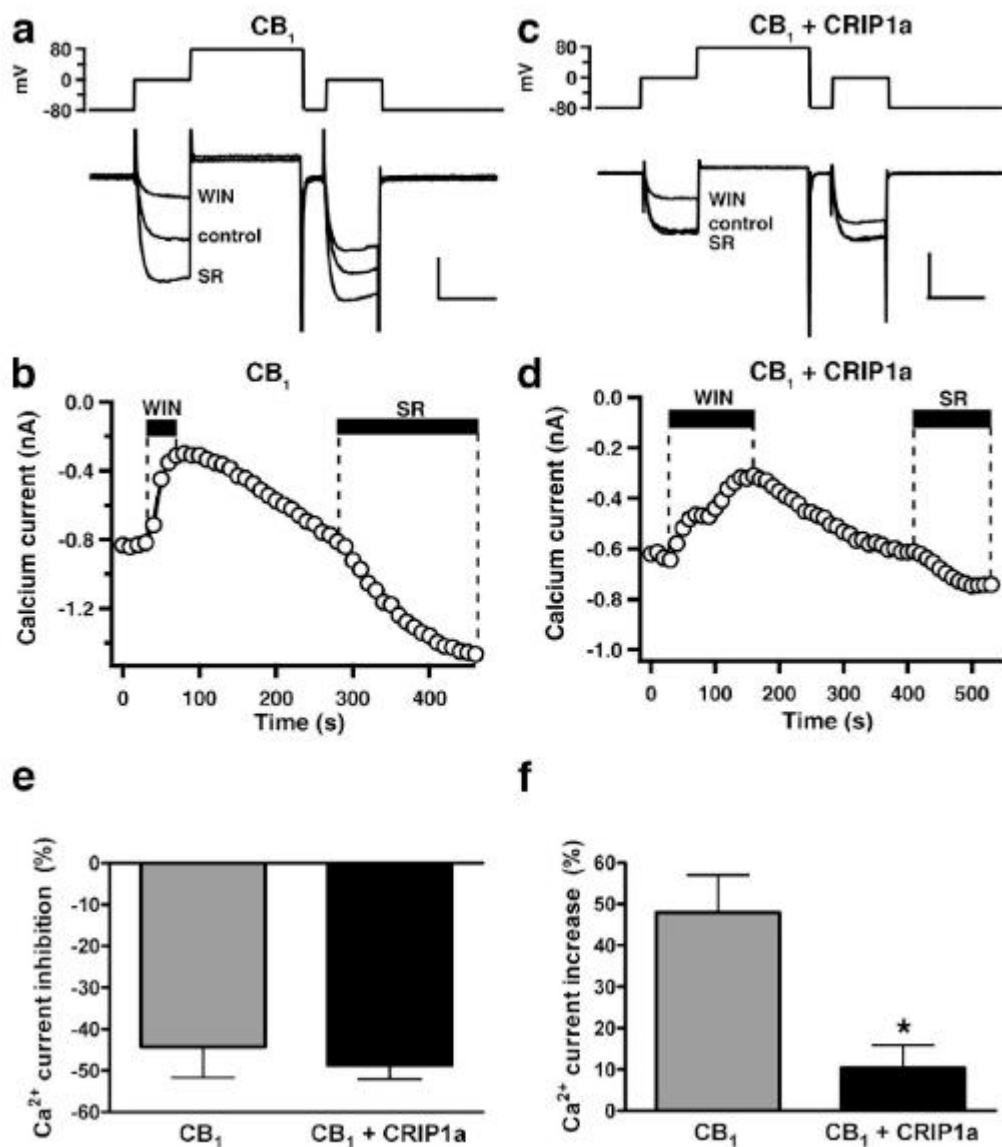 a
CB₁
80
0
-80
mV
WIN
control
SR
c
CB₁ + CRIP1a
80
0
-80
mV
WIN
control
SR
b
CB₁
WIN
SR
0.0
-0.4
-0.8
-1.2
Calcium current (nA)
0 100 200 300 400
Time (s)
d
CB₁ + CRIP1a
WIN
SR
0.0
-0.2
-0.4
-0.6
-0.8
-1.0
Calcium current (nA)
0 100 200 300 400 500
Time (s)
e
0
-10
-20
-30
-40
-50
-60
Ca²⁺ current inhibition (%)
CB₁ CB₁ + CRIP1a
f
60
50
40
30
20
10
0
Ca²⁺ current increase (%)
*
CB₁ CB₁ + CRIP1a